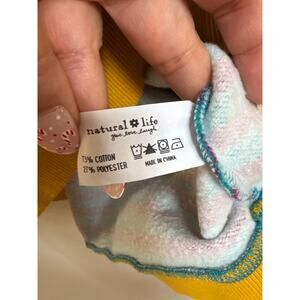 natural life
give. love. laugh.
73% COTTON
27% POLYESTER
MADE IN CHINA